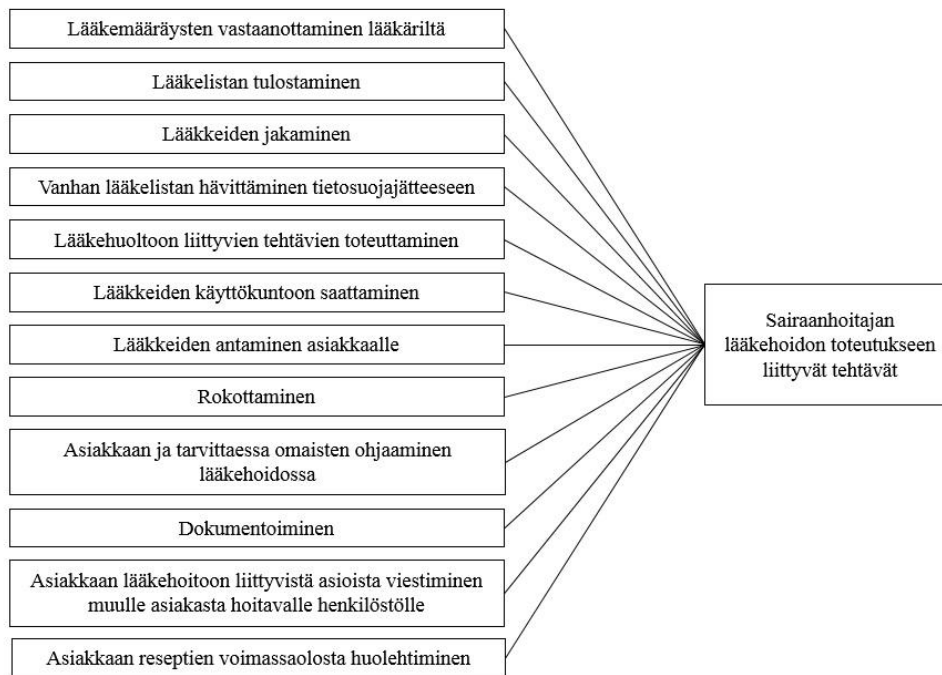 Lääkemääräysten vastaanottaminen lääkäriltä
Lääkelistan tulostaminen
Lääkkeiden jakaminen
Vanhan lääkelistan hävittäminen tietosuojajätteeseen
Lääkehuoltoon liittyvien tehtävien toteuttaminen
Lääkkeiden käyttökuntoon saattaminen
Lääkkeiden antaminen asiakkaalle
Rokottaminen
Asiakkaan ja tarvittaessa omaisten ohjaaminen
lääkehoidossa
Dokumentoiminen
Asiakkaan lääkehoitoon liittyvistä asioista viestiminen
muulle asiakasta hoitavalle henkilöstölle
Asiakkaan reseptien voimassaolosta huolehtiminen
Sairaanhoitajan
lääkehoidon toteutukseen
liittyvät tehtävät